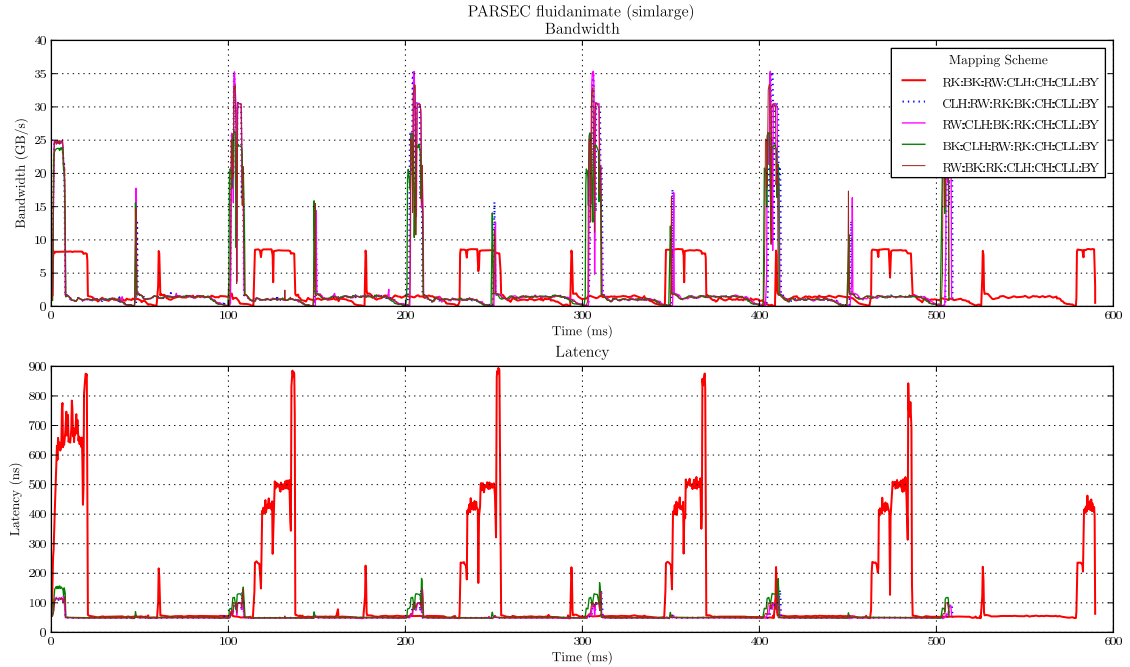 PARSEC fluidanimate (simlarge)
Bandwidth
40
35
30
25
20
15
10
5
0
Bandwidth (GB/s)
Mapping Scheme
RK:BK:RW:CLH:CH:CLL:BY
CLH:RW:RK:BK:CH:CLL:BY
RW:CLH:BK:RK:CH:CLL:BY
BK:CLH:RW:RK:CH:CLL:BY
RW:BK:RK:CLH:CH:CLL:BY
0 100 200 300 400 500 600
Time (ms)
Latency
900
800
700
600
500
400
300
200
100
0
Latency (ns)
0 100 200 300 400 500 600
Time (ms)